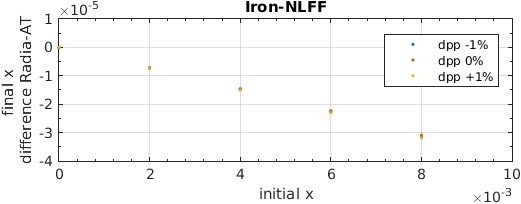 Iron-NLFF
×10⁻⁵
1
0
-1
-2
-3
-4
final x
difference Radia-AT
dpp -1%
dpp 0%
dpp +1%
0 2 4 6 8 10
initial x
×10⁻³